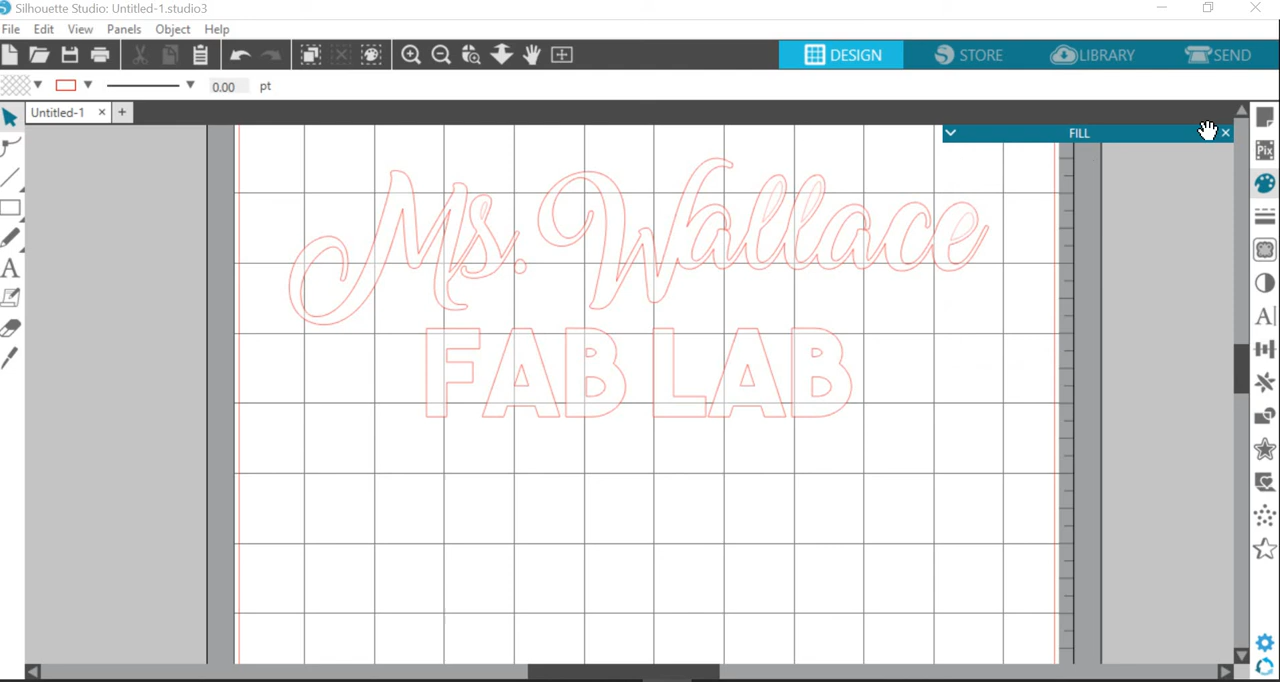 Silhouette Studio: Untitled-1.studio3
File Edit View Panels Object Help
DESIGN STORE LIBRARY SEND
0.00 pt
Untitled-1
FILL
Pix
Ms. Wallace
FAB LAB